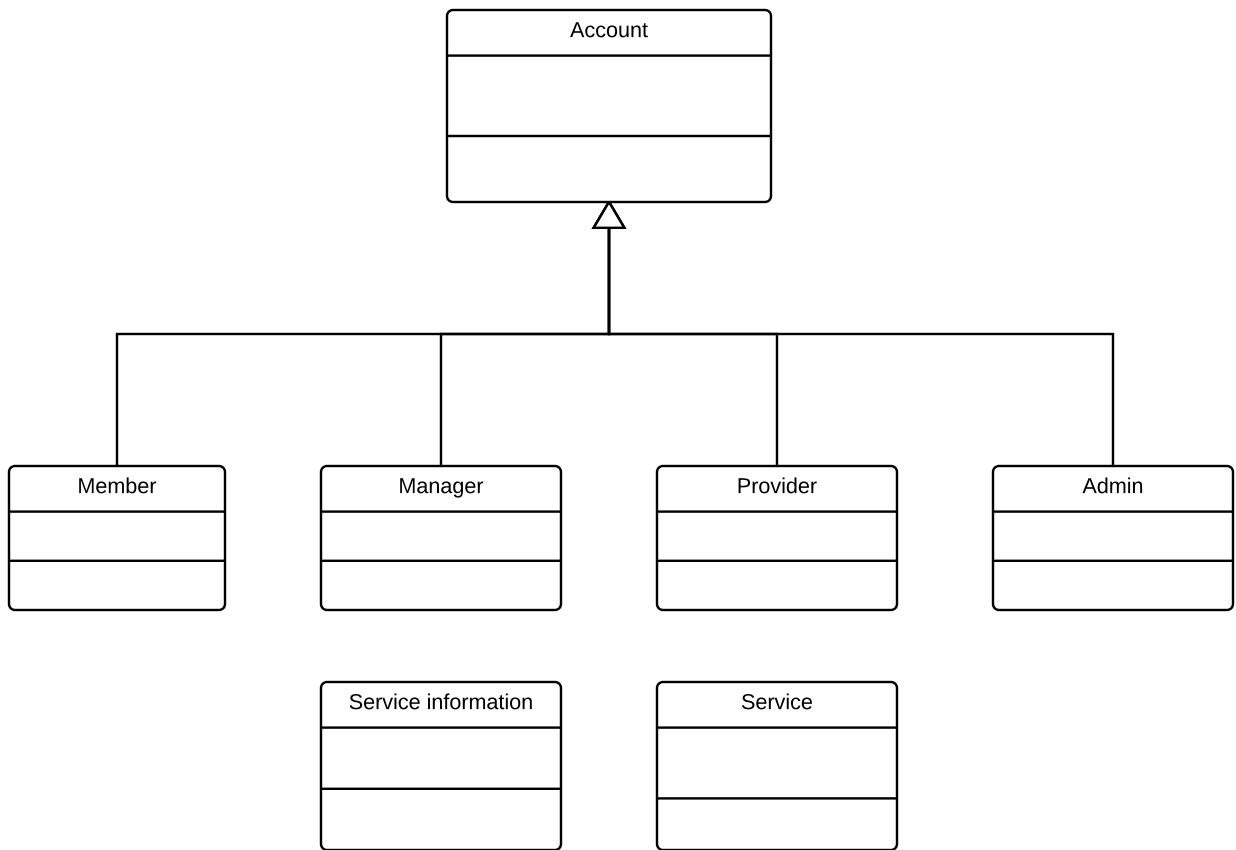 Account
Member
Manager
Provider
Admin
Service information
Service